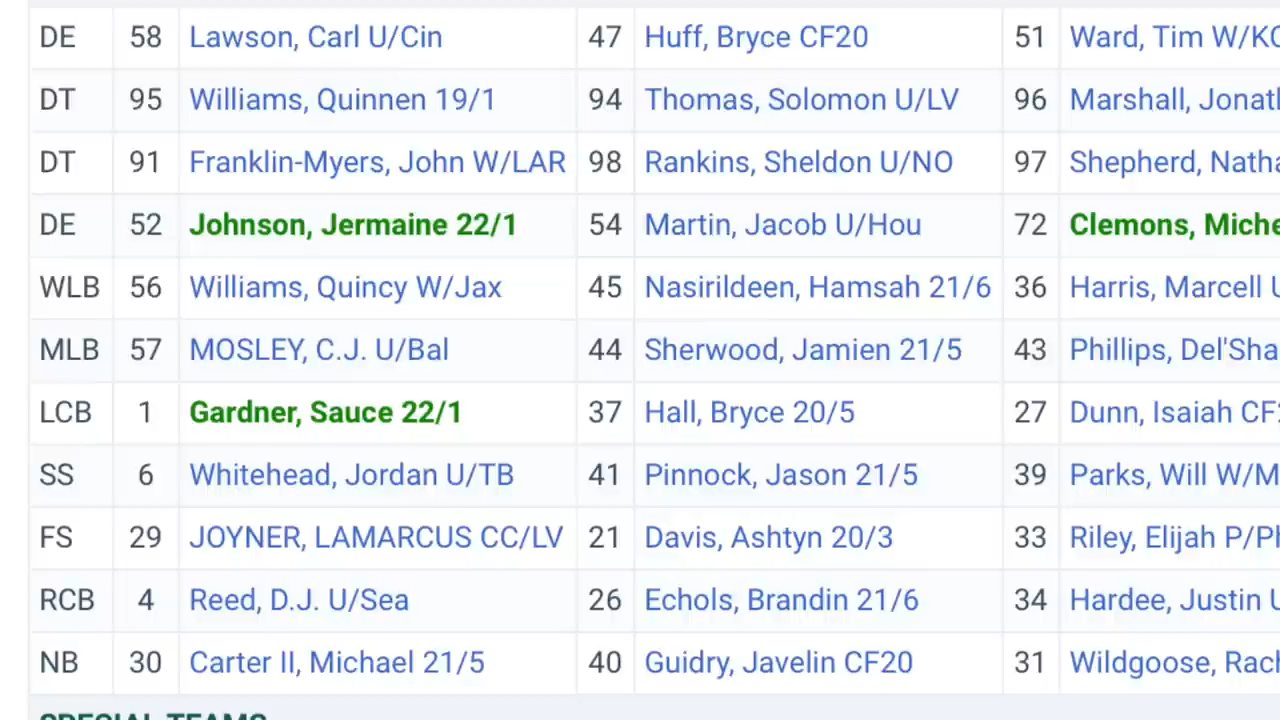 DE 58 Lawson, Carl U/Cin 47 Huff, Bryce CF20 51 Ward, Tim W/KC
DT 95 Williams, Quinnen 19/1 94 Thomas, Solomon U/LV 96 Marshall,
DT 91 Franklin-Myers, John W/LAR 98 Rankins, Sheldon U/NO 97 Shepherd,
DE 52 Johnson, Jermaine 22/1 54 Martin, Jacob U/Hou 72 Clemons,
WLB 56 Williams, Quincy W/Jax 45 Nasirildeen, Hamsah 21/6 36 Harris, Marcell
MLB 57 MOSLEY, C.J. U/Bal 44 Sherwood, Jamien 21/5 43 Phillips,
LCB 1 Gardner, Sauce 22/1 37 Hall, Bryce 20/5 27 Dunn, Isaiah
SS 6 Whitehead, Jordan U/TB 41 Pinnock, Jason 21/5 39 Parks, Will
FS 29 JOYNER, LAMARCUS CC/LV 21 Davis, Ashtyn 20/3 33 Riley, Elijah
RCB 4 Reed, D.J. U/Sea 26 Echols, Brandin 21/6 34 Hardee, Justin
NB 30 Carter II, Michael 21/5 40 Guidry, Javelin CF20 31 Wildgoose,
SPECIAL TEAMS